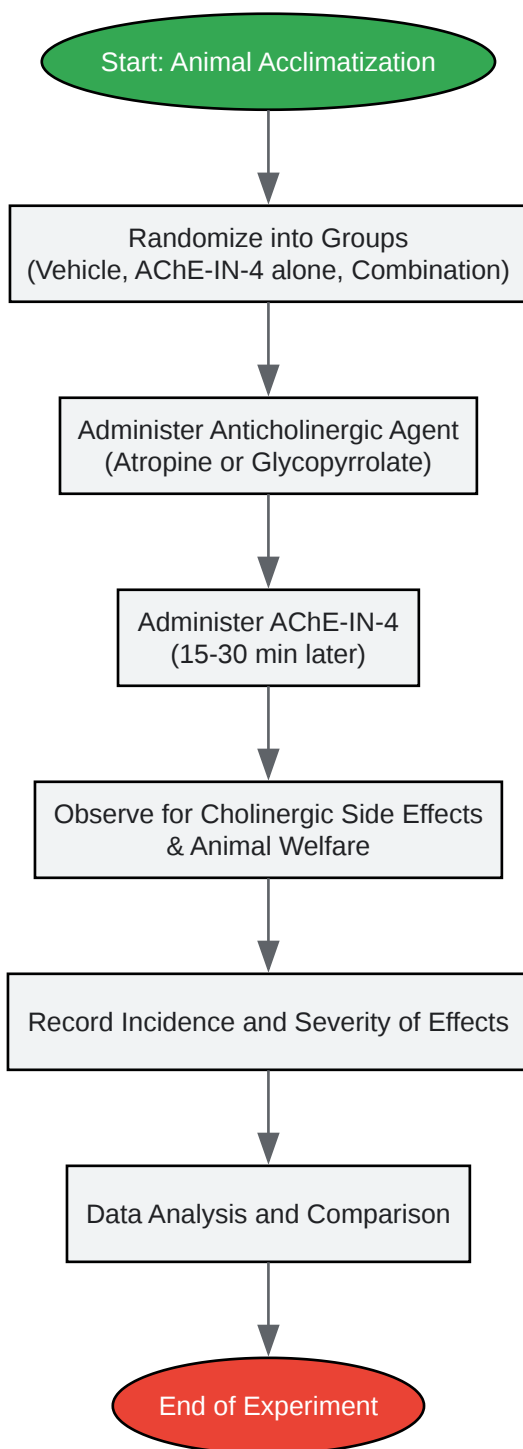 Start: Animal Acclimatization
Randomize into Groups
(Vehicle, AChE-IN-4 alone, Combination)
Administer Anticholinergic Agent
(Atropine or Glycopyrrolate)
Administer AChE-IN-4
(15-30 min later)
Observe for Cholinergic Side Effects
& Animal Welfare
Record Incidence and Severity of Effects
Data Analysis and Comparison
End of Experiment